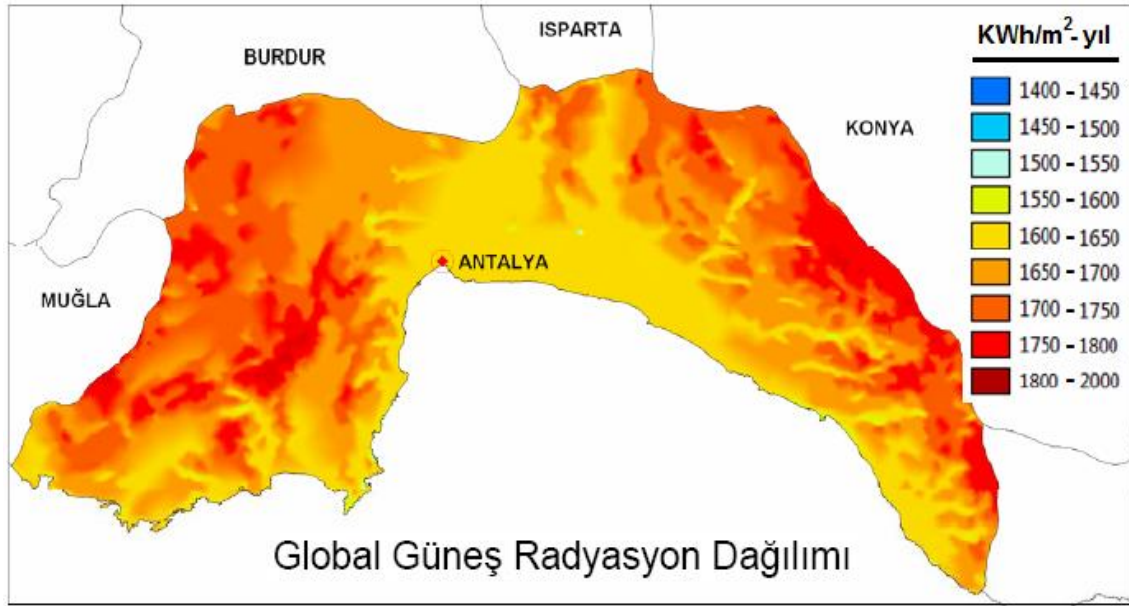 ISPARTA
BURDUR
KONYA
ANTALYA
MUĞLA
KWh/m²-yıl
1400 - 1450
1450 - 1500
1500 - 1550
1550 - 1600
1600 - 1650
1650 - 1700
1700 - 1750
1750 - 1800
1800 - 2000
Global Güneş Radyasyon Dağılımı